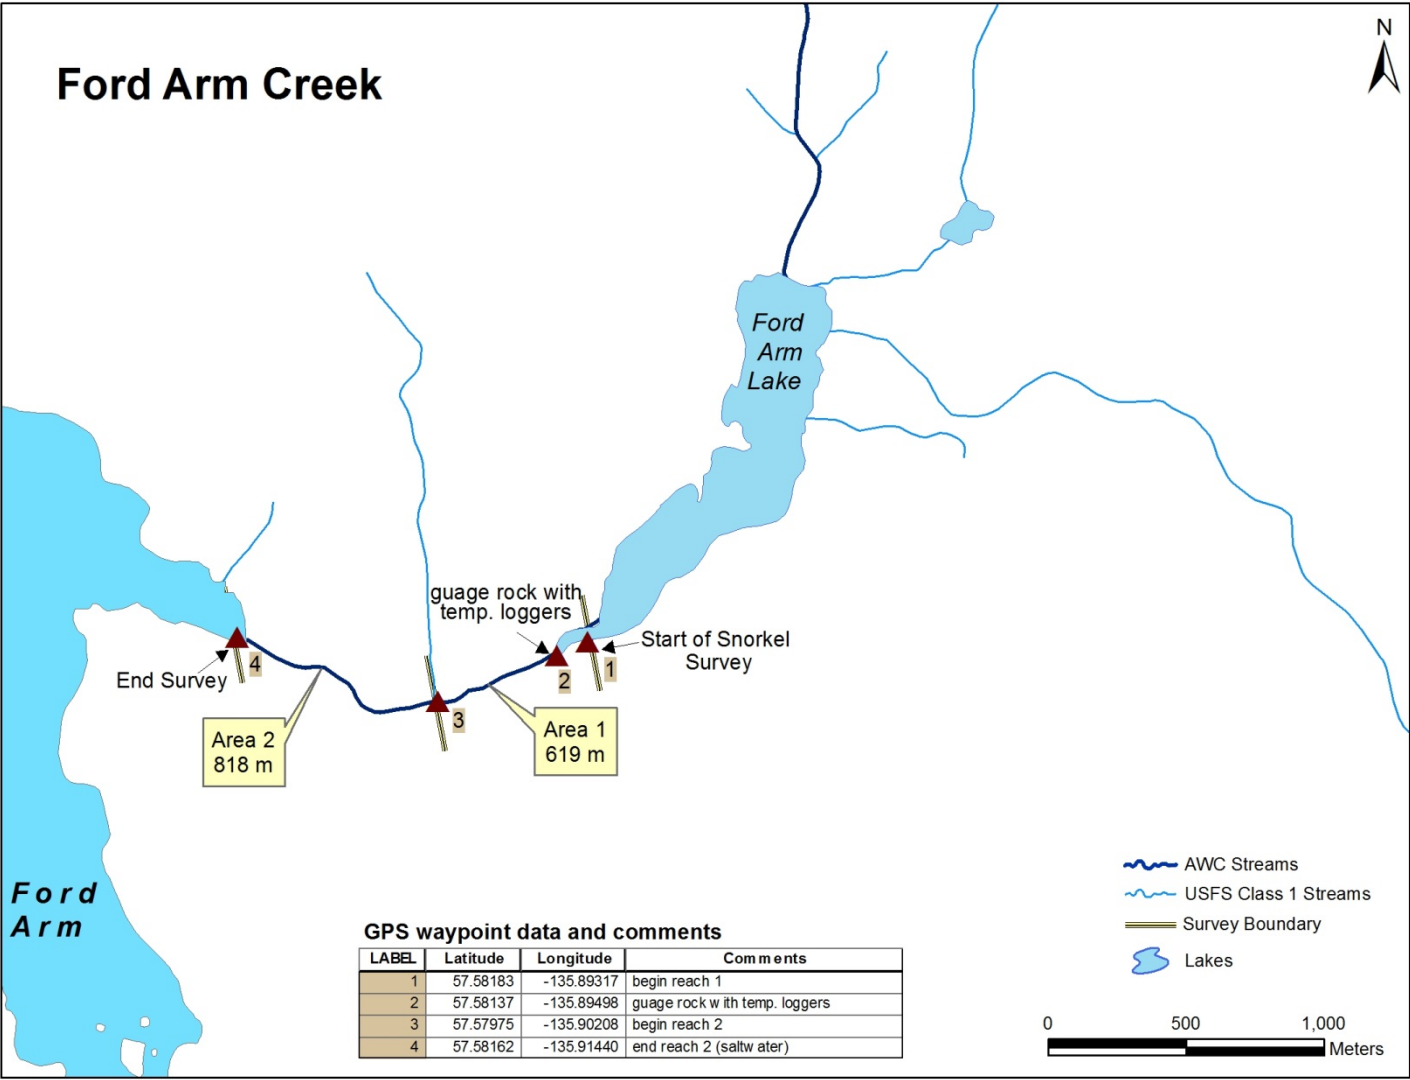 Ford Arm Creek
N
Ford
Arm
Lake
guage rock with
temp. loggers
Start of Snorkel
Survey
1
2
3
4
End Survey
Area 2
818 m
Area 1
619 m
Ford
Arm
AWC Streams
USFS Class 1 Streams
Survey Boundary
Lakes
GPS waypoint data and comments
LABEL Latitude Longitude Comments
1 57.58183 -135.89317 begin reach 1
2 57.58137 -135.89498 guage rock with temp. loggers
3 57.57975 -135.90208 begin reach 2
4 57.58162 -135.91440 end reach 2 (saltwater)
0 500 1,000
Meters